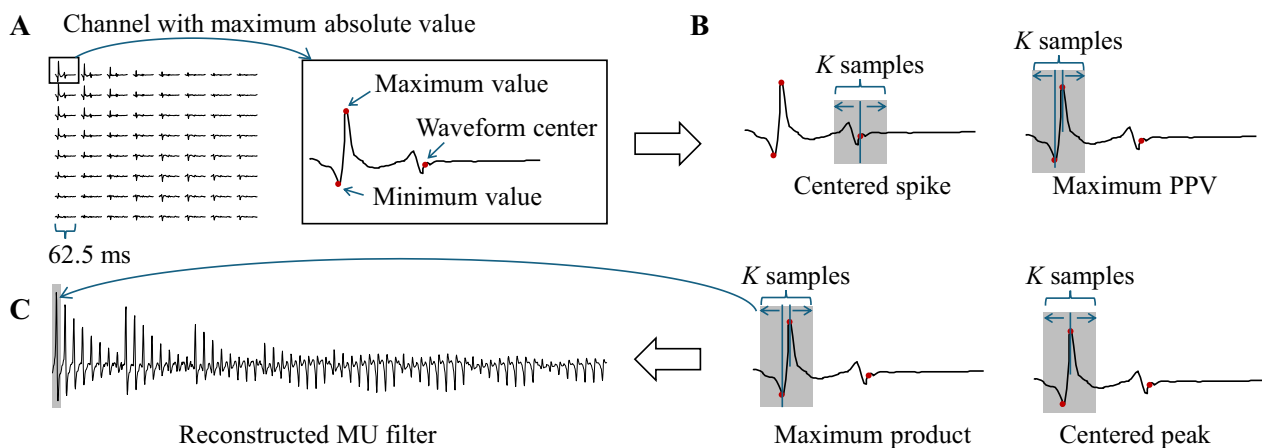 A
Channel with maximum absolute value
Maximum value
Waveform center
Minimum value
62.5 ms
B
K samples
Centered spike
K samples
Maximum PPV
K samples
Maximum product
K samples
Centered peak
C
Reconstructed MU filter